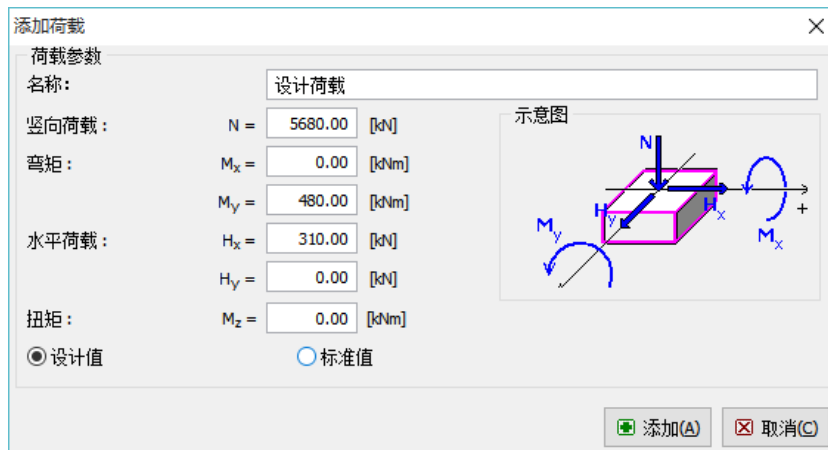 添加荷载
荷载参数
名称: 设计荷载
竖向荷载: N = 5680.00 [kN]
弯矩: Mx = 0.00 [kNm]
My = 480.00 [kNm]
水平荷载: Hx = 310.00 [kN]
Hy = 0.00 [kN]
扭矩: Mz = 0.00 [kNm]
设计值 标准值
示意图
N
Hy Hx +
My Mx
添加(A) 取消(C)